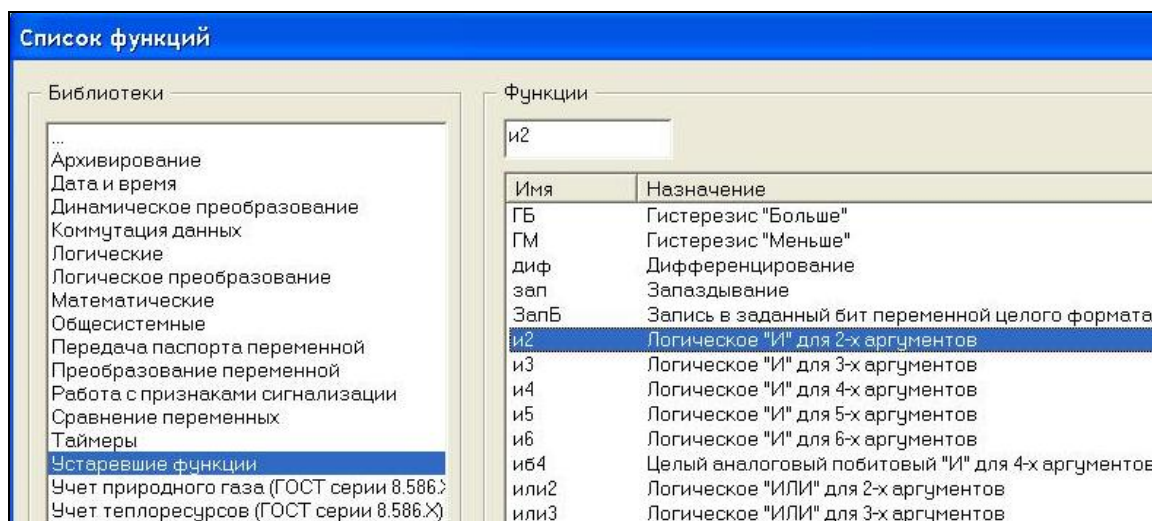 Список функций
Библиотеки
...
Архивирование
Дата и время
Динамическое преобразование
Коммутация данных
Логические
Логическое преобразование
Математические
Общесистемные
Передача паспорта переменной
Преобразование переменной
Работа с признаками сигнализации
Сравнение переменных
Таймеры
Устаревшие функции
Учет природного газа (ГОСТ серии 8.586.
Учет теплоресурсов (ГОСТ серии 8.586.X)
Функции
и2
Имя Назначение
ГБ Гистерезис "Больше"
ГМ Гистерезис "Меньше"
диф Дифференцирование
зап Запаздывание
ЗапБ Запись в заданный бит переменной целого формата
и2 Логическое "И" для 2-х аргументов
и3 Логическое "И" для 3-х аргументов
и4 Логическое "И" для 4-х аргументов
и5 Логическое "И" для 5-х аргументов
и6 Логическое "И" для 6-х аргументов
иб4 Целый аналоговый побитовый "И" для 4-х аргументов
или2 Логическое "ИЛИ" для 2-х аргументов
или3 Логическое "ИЛИ" для 3-х аргументов